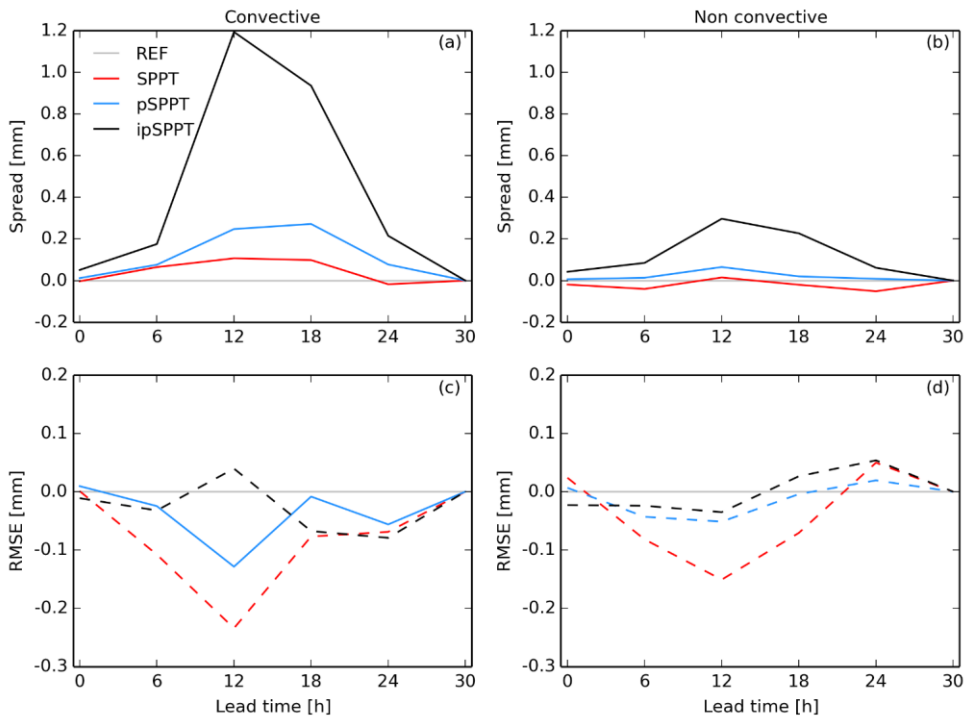 Convective
Non convective
Spread [mm]
1.2
1.0
0.8
0.6
0.4
0.2
0.0
-0.2
(a)
REF
SPPT
pSPPT
ipSPPT
0 6 12 18 24 30
Spread [mm]
1.2
1.0
0.8
0.6
0.4
0.2
0.0
-0.2
(b)
0 6 12 18 24 30
RMSE [mm]
0.2
0.1
0.0
-0.1
-0.2
-0.3
(c)
0 6 12 18 24 30
Lead time [h]
RMSE [mm]
0.2
0.1
0.0
-0.1
-0.2
-0.3
(d)
0 6 12 18 24 30
Lead time [h]